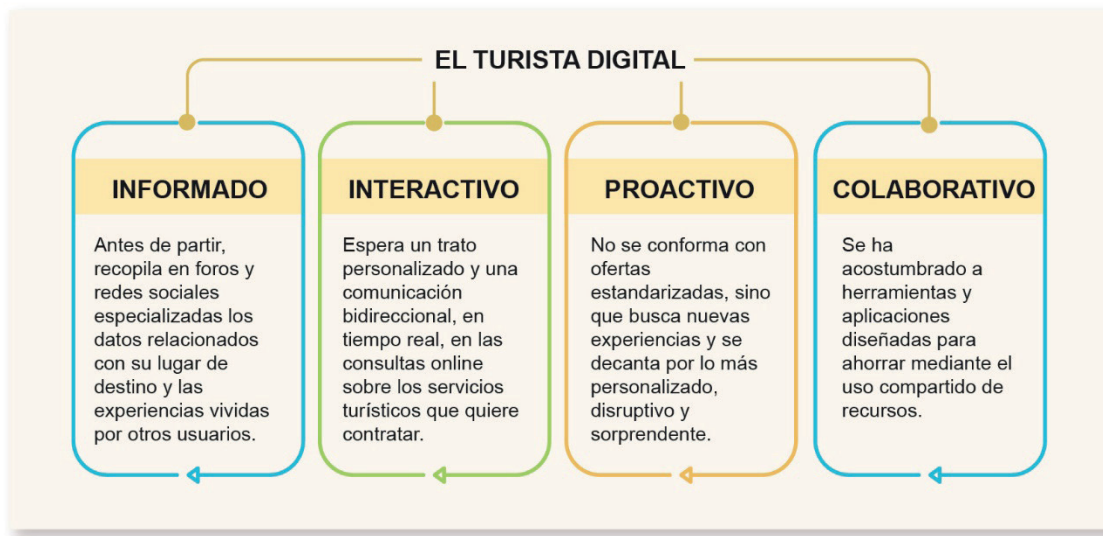 EL TURISTA DIGITAL
INFORMADO
Antes de partir,
recopila en foros y
redes sociales
especializadas los
datos relacionados
con su lugar de
destino y las
experiencias vividas
por otros usuarios.
INTERACTIVO
Espera un trato
personalizado y una
comunicación
bidireccional, en
tiempo real, en las
consultas online
sobre los servicios
turísticos que quiere
contratar.
PROACTIVO
No se conforma con
ofertas
estandarizadas, sino
que busca nuevas
experiencias y se
decanta por lo más
personalizado,
disruptivo y
sorprendente.
COLABORATIVO
Se ha
acostumbrado a
herramientas y
aplicaciones
diseñadas para
ahorrar mediante el
uso compartido de
recursos.